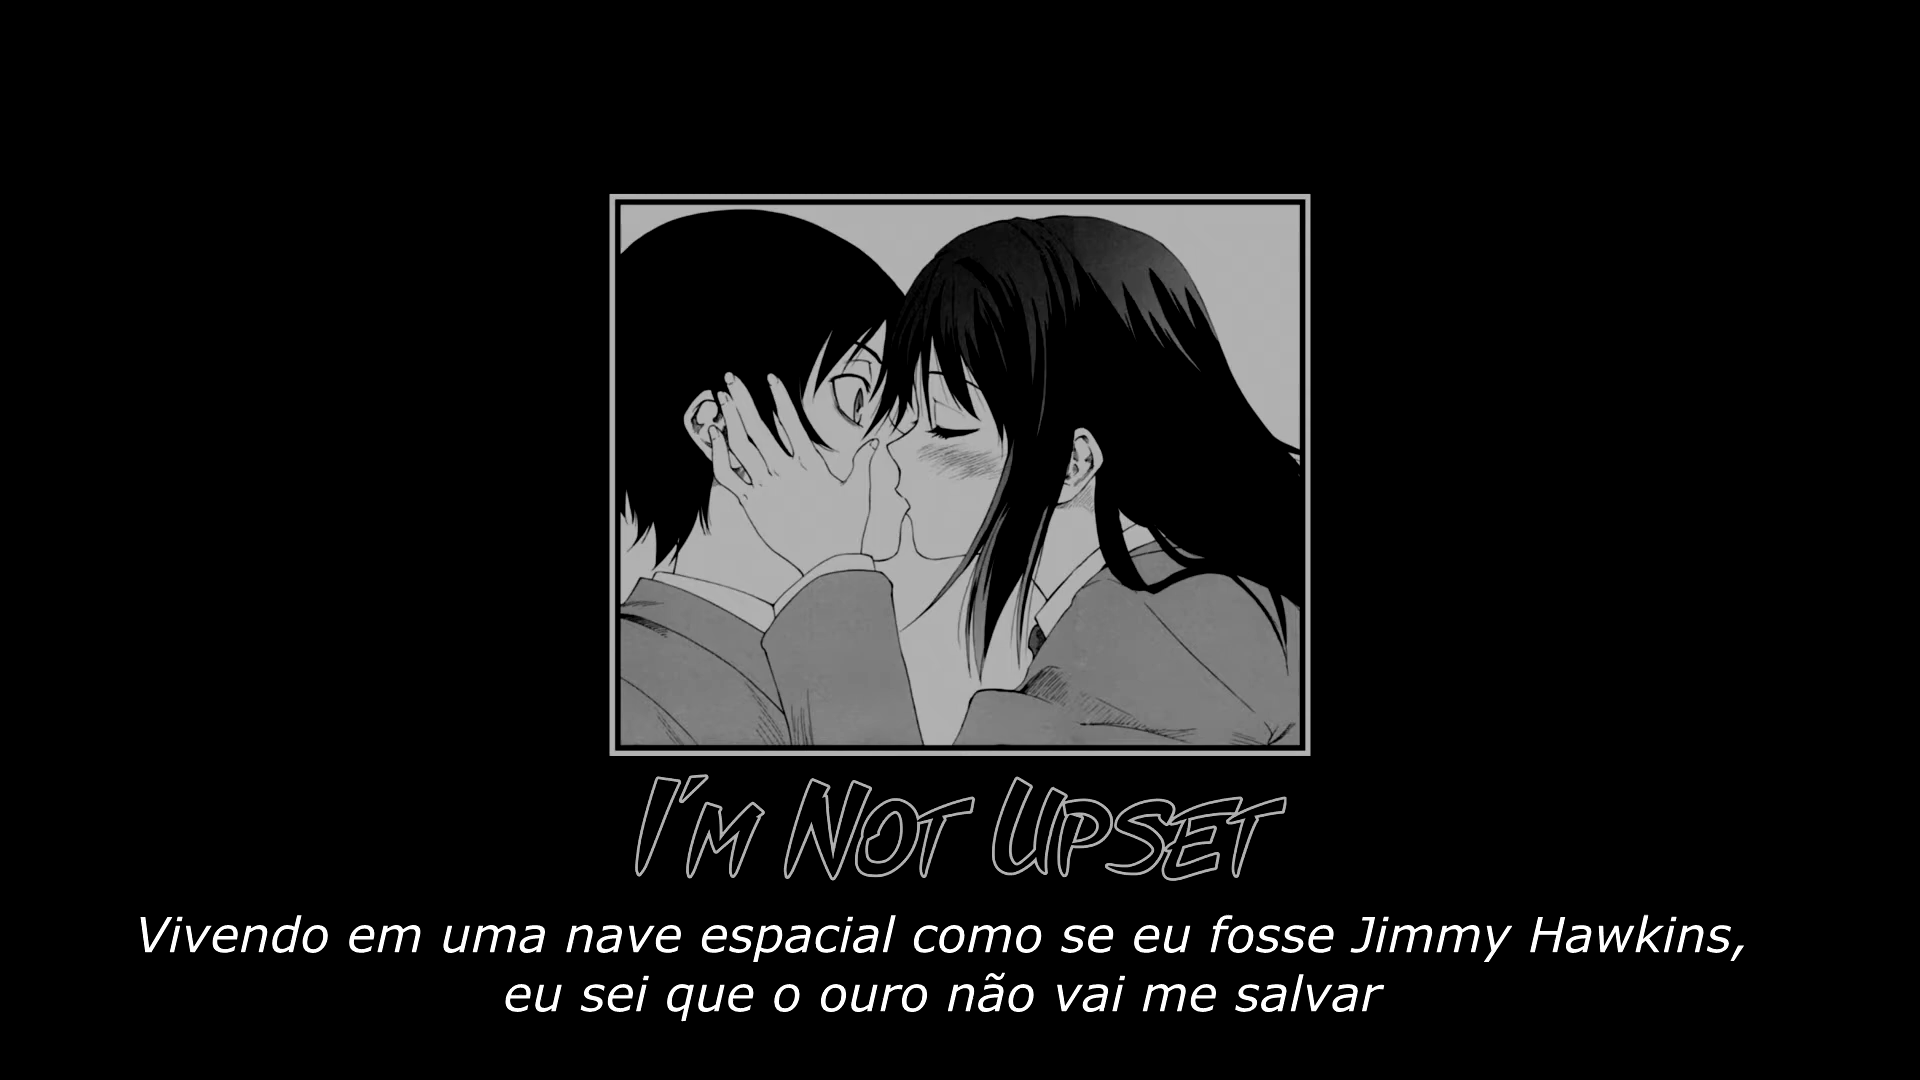 I'm Not Upset
Vivendo em uma nave espacial como se eu fosse Jimmy Hawkins,
eu sei que o ouro não vai me salvar